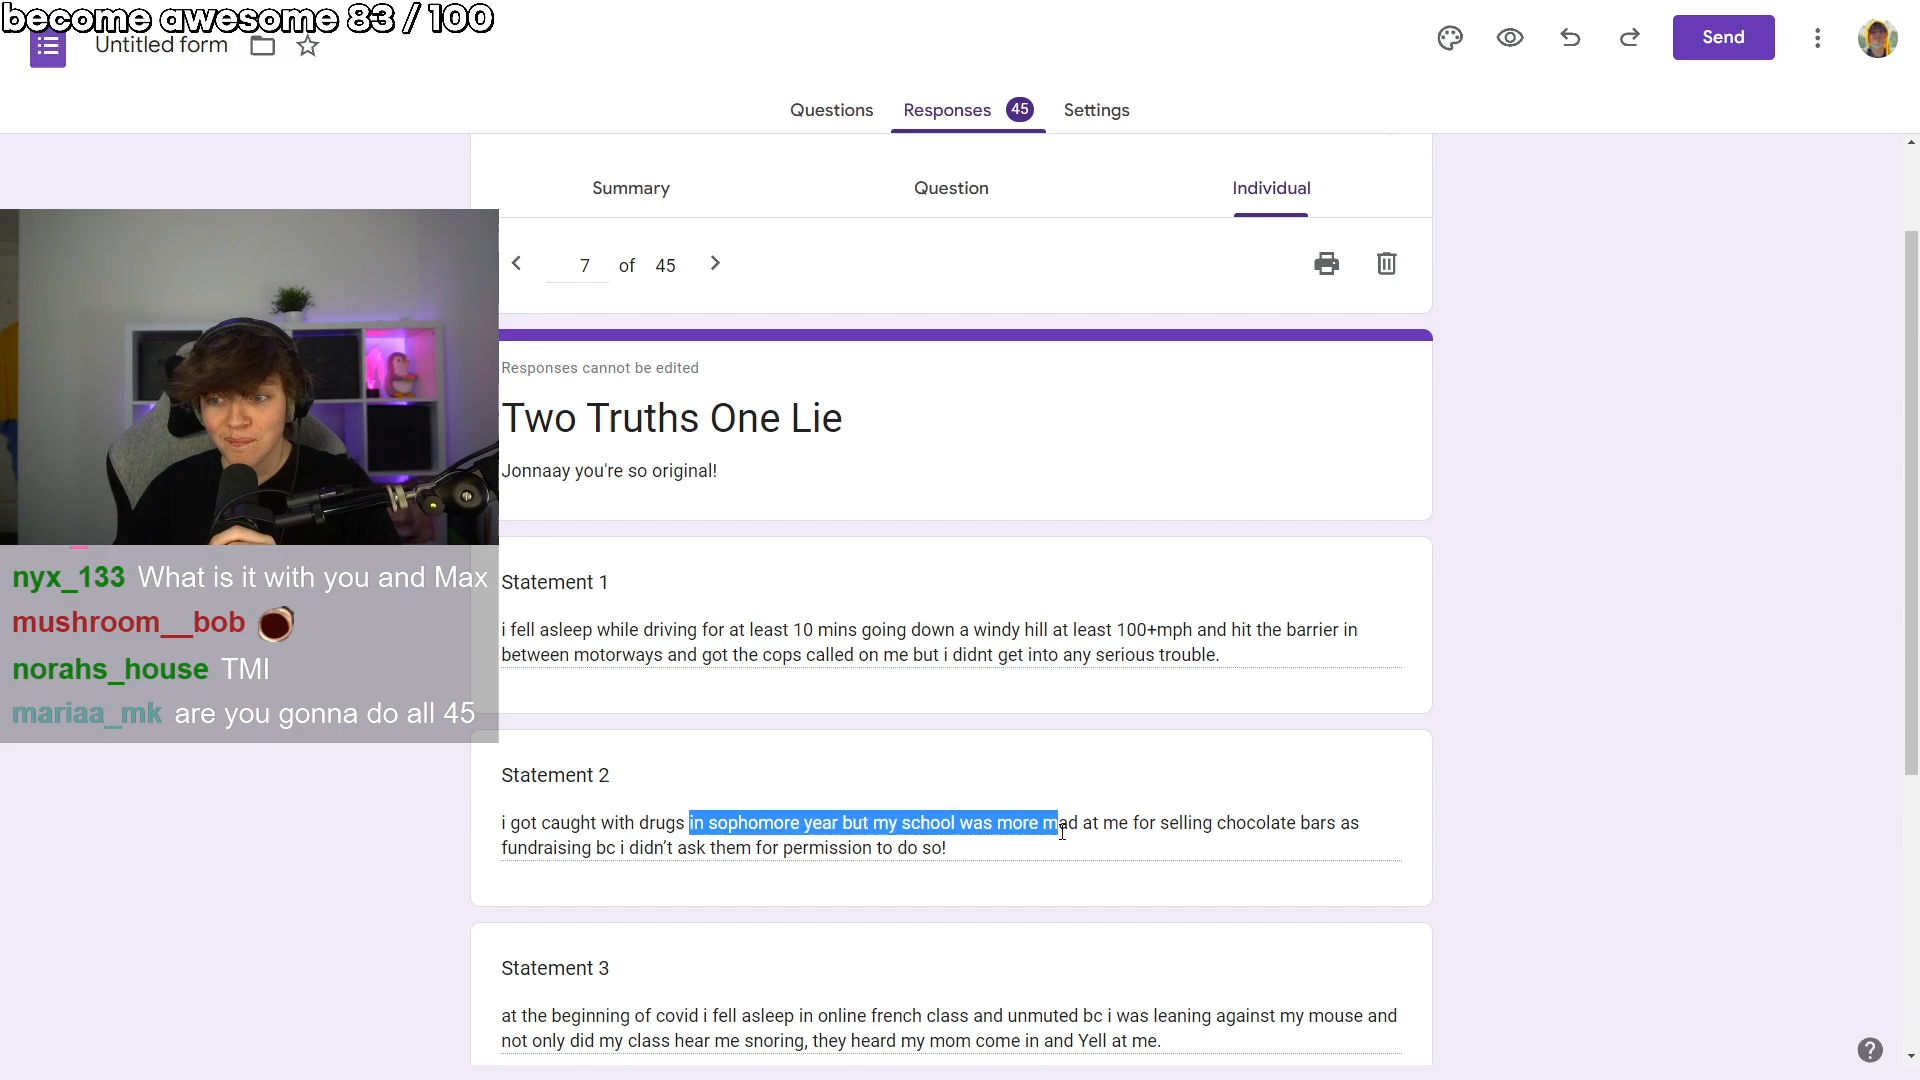 become awesome 83 / 100
Untitled form
Send
Questions
Responses 45
Settings
Summary
Question
Individual
7 of 45
Responses cannot be edited
Two Truths One Lie
Jonnaay you're so original!
nyx_133 What is it with you and Max
mushroom__bob
norahs_house TMI
mariaa_mk are you gonna do all 45
Statement 1
i fell asleep while driving for at least 10 mins going down a windy hill at least 100+mph and hit the barrier in
between motorways and got the cops called on me but i didnt get into any serious trouble.
Statement 2
i got caught with drugs in sophomore year but my school was more mad at me for selling chocolate bars as
fundraising bc i didn’t ask them for permission to do so!
Statement 3
at the beginning of covid i fell asleep in online french class and unmuted bc i was leaning against my mouse and
not only did my class hear me snoring, they heard my mom come in and Yell at me.